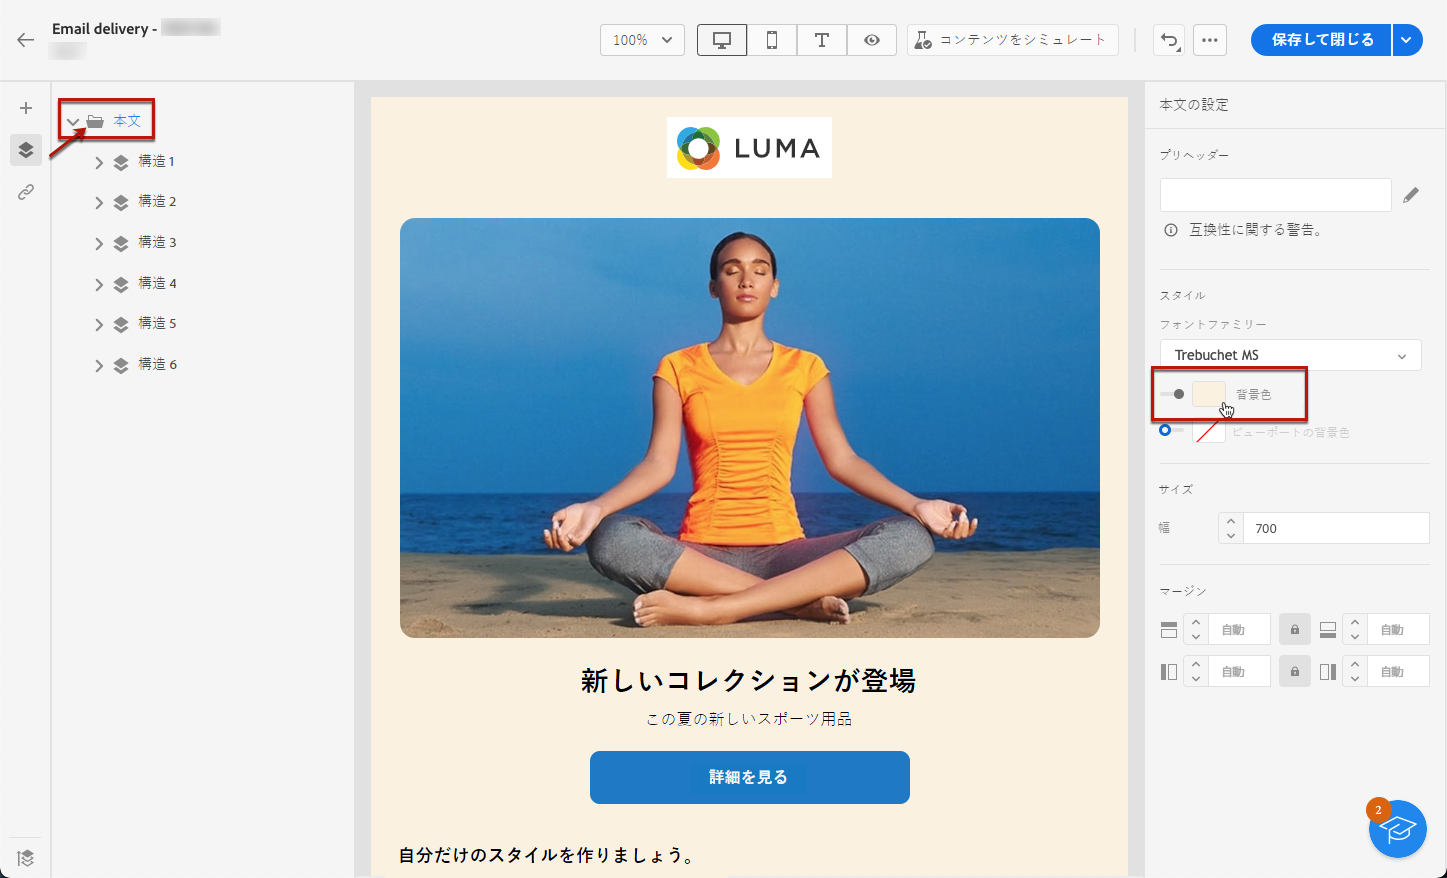 Email delivery -
100%
コンテンツをシミュレート
保存して閉じる
本文
構造 1
構造 2
構造 3
構造 4
構造 5
構造 6
LUMA
新しいコレクションが登場
この夏の新しいスポーツ用品
詳細を見る
自分だけのスタイルを作りましょう。
本文の設定
プリヘッダー
互換性に関する警告。
スタイル
フォントファミリー
Trebuchet MS
背景色
ビューポートの背景色
サイズ
幅
700
マージン
自動
自動
自動
自動
2